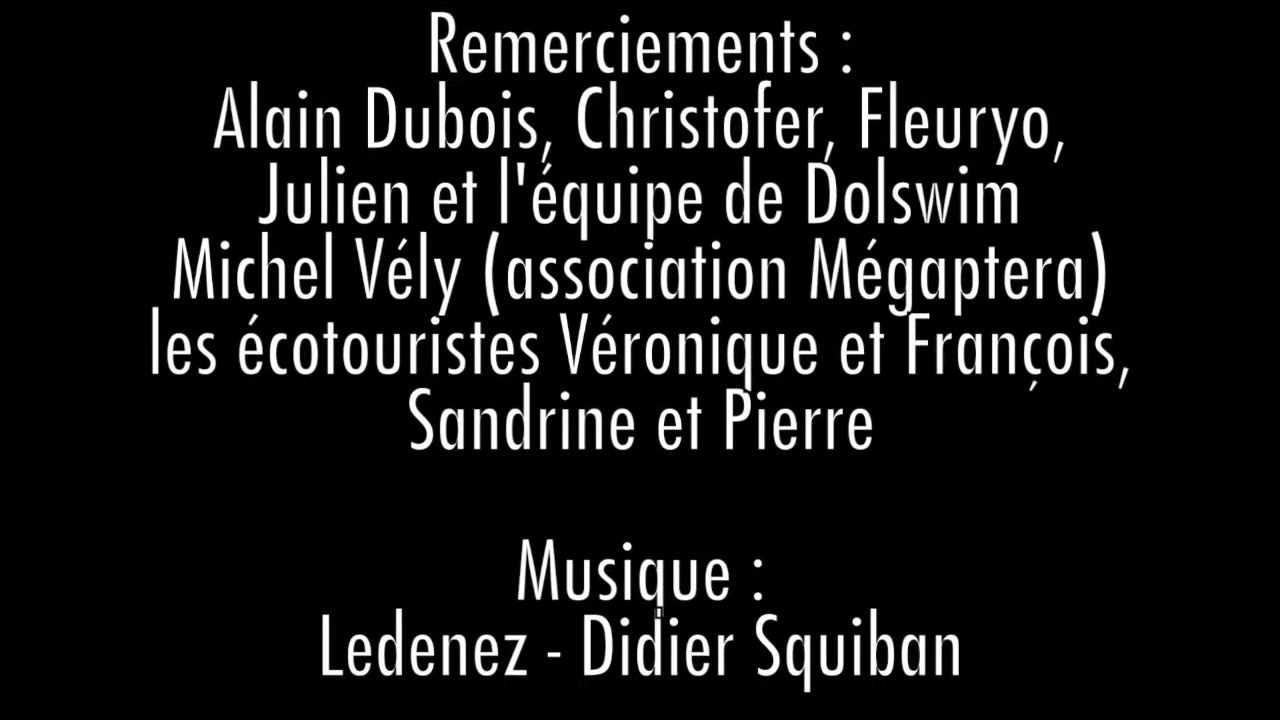 Remerciements :
Alain Dubois, Christofer, Fleuryo,
Julien et l'équipe de Dolswim
Michel Vély (association Mégaptera)
les écotouristes Véronique et François,
Sandrine et Pierre
Musique :
Ledenez - Didier Squiban